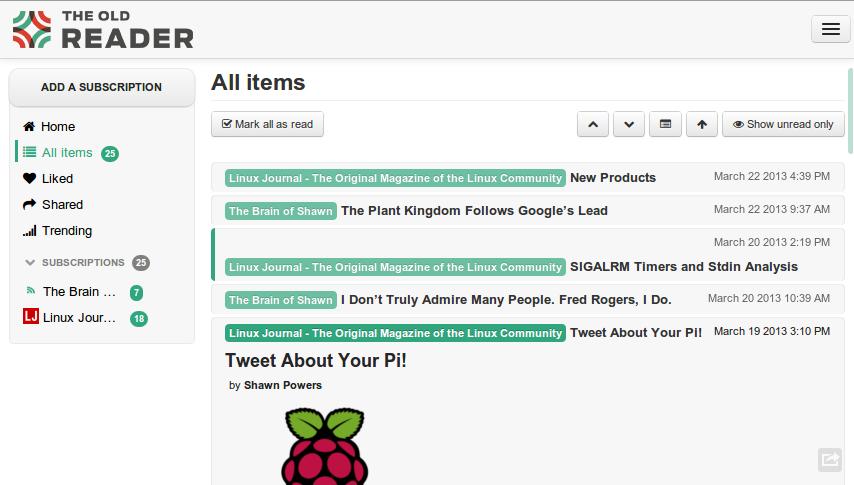 THE OLD
READER
ADD A SUBSCRIPTION
Home
All items 25
Liked
Shared
Trending
SUBSCRIPTIONS 25
The Brain ... 7
LJ Linux Jour... 18
All items
Mark all as read
Show unread only
Linux Journal - The Original Magazine of the Linux Community New Products March 22 2013 4:39 PM
The Brain of Shawn The Plant Kingdom Follows Google’s Lead March 22 2013 9:37 AM
March 20 2013 2:19 PM
Linux Journal - The Original Magazine of the Linux Community SIGALRM Timers and Stdin Analysis
The Brain of Shawn I Don’t Truly Admire Many People. Fred Rogers, I Do. March 20 2013 10:39 AM
Linux Journal - The Original Magazine of the Linux Community Tweet About Your Pi! March 19 2013 3:10 PM
Tweet About Your Pi!
by Shawn Powers